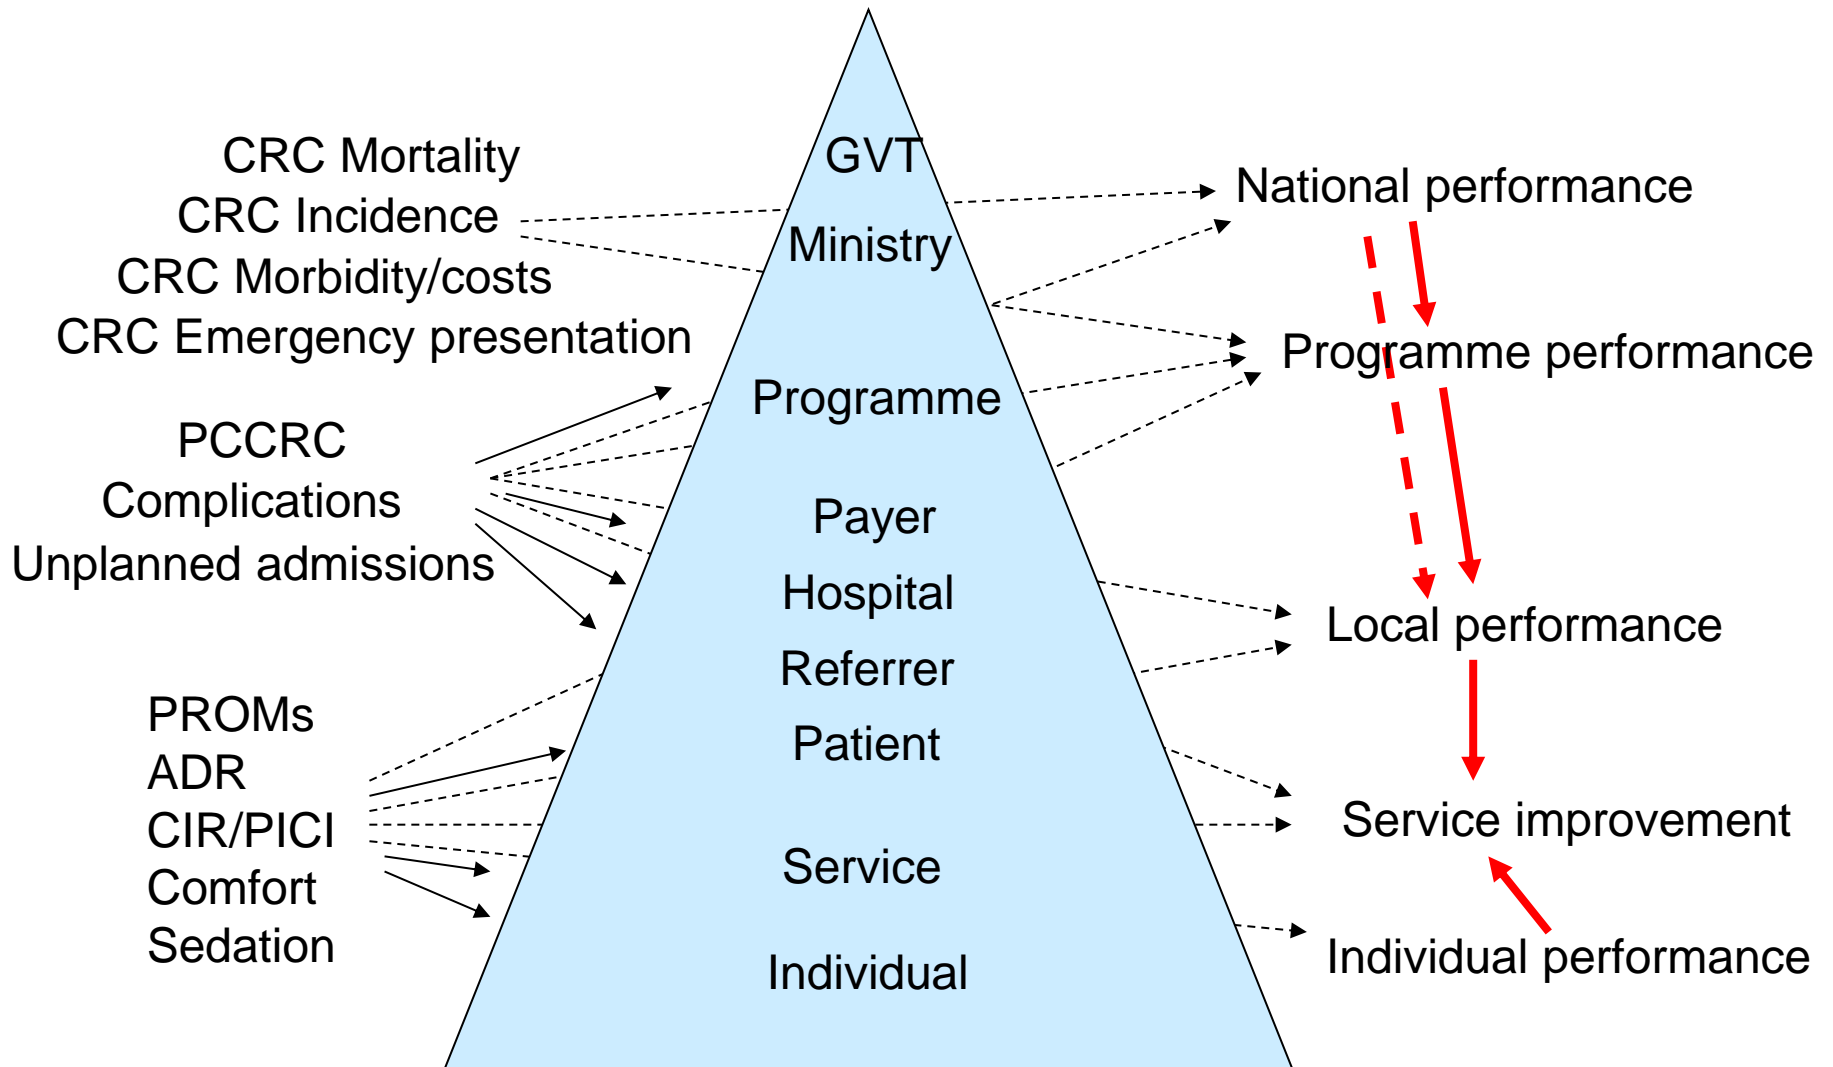 CRC Mortality
CRC Incidence
CRC Morbidity/costs
CRC Emergency presentation
PCCRC
Complications
Unplanned admissions
PROMs
ADR
CIR/PICI
Comfort
Sedation
GVT
Ministry
Programme
Payer
Hospital
Referrer
Patient
Service
Individual
National performance
Programme performance
Local performance
Service improvement
Individual performance